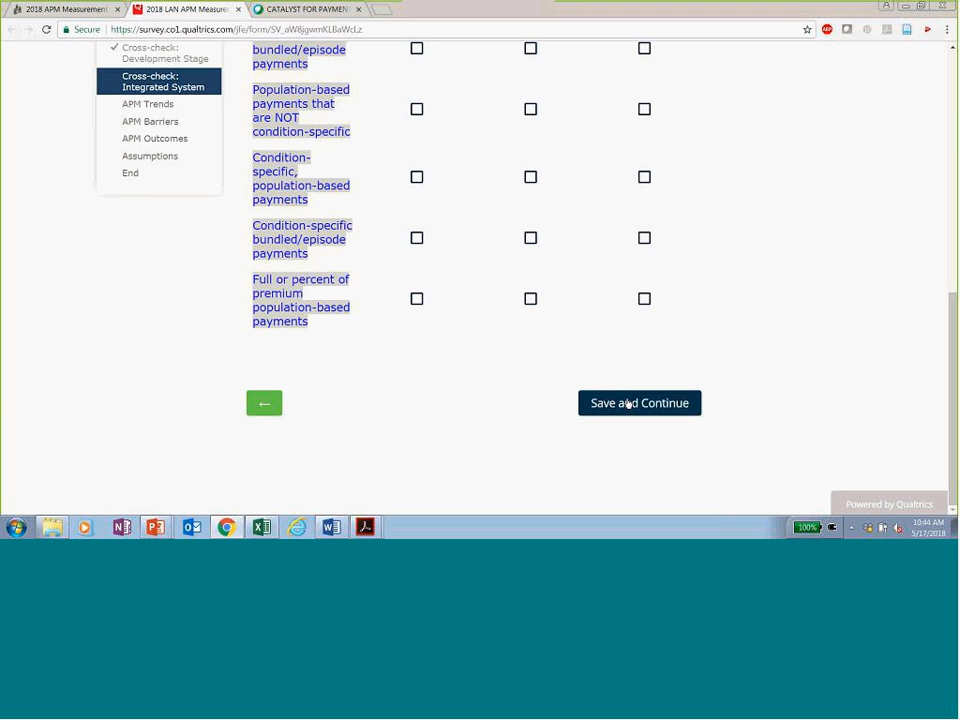 2018 APM Measurement
2018 LAN APM Measure
CATALYST FOR PAYMENT
Secure
https://survey.co1.qualtrics.com/jfe/form/SV_aW8jgwmKLBaWcLz
Cross-check:
Development Stage
Cross-check:
Integrated System
APM Trends
APM Barriers
APM Outcomes
Assumptions
End
bundled/episode
payments
Population-based
payments that
are NOT
condition-specific
Condition-
specific,
population-based
payments
Condition-specific
bundled/episode
payments
Full or percent of
premium
population-based
payments
←
Save and Continue
Powered by Qualtrics
100%
10:44 AM
5/17/2018